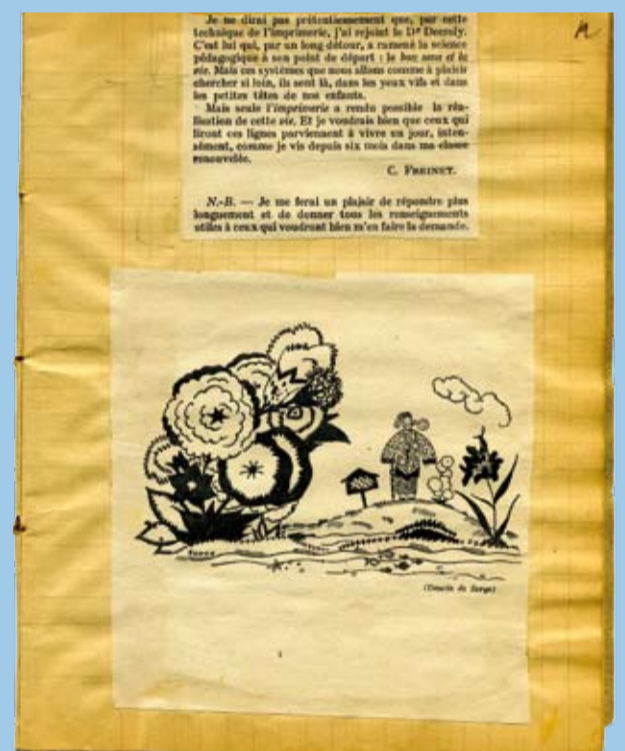 Je ne dirai pas prétentieusement que, par cette
technique de l'imprimerie, j'ai rejoint le Dr Decroly.
C'est lui qui, par un long détour, a ramené la science
pédagogique à son point de départ : le bon sens et la
vie. Mais ces systèmes que nous allons comme à plaisir
chercher si loin, ils sont là, dans les yeux vifs et dans
les petites têtes de nos enfants.
Mais seule l'imprimerie a rendu possible la réa-
lisation de cette vie. Et je voudrais bien que ceux qui
liront ces lignes parviennent à vivre un jour, inten-
sément, comme je vis depuis six mois dans ma classe
renouvelée.
C. FREINET.
N.-B. — Je me ferai un plaisir de répondre plus
longuement et de donner tous les renseignements
utiles à ceux qui voudront bien m'en faire la demande.
(Dessin de Serge)